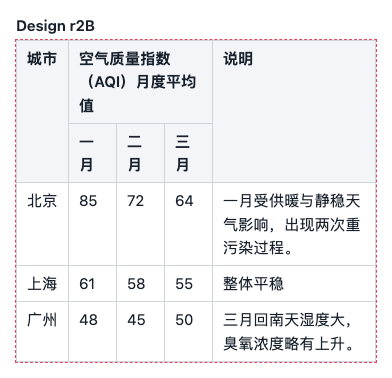 Design r2B
城市
空气质量指数
（AQI）月度平均
值
说明
一
月
二
月
三
月
北京
85
72
64
一月受供暖与静稳天
气影响，出现两次重
污染过程。
上海
61
58
55
整体平稳
广州
48
45
50
三月回南天湿度大，
臭氧浓度略有上升。